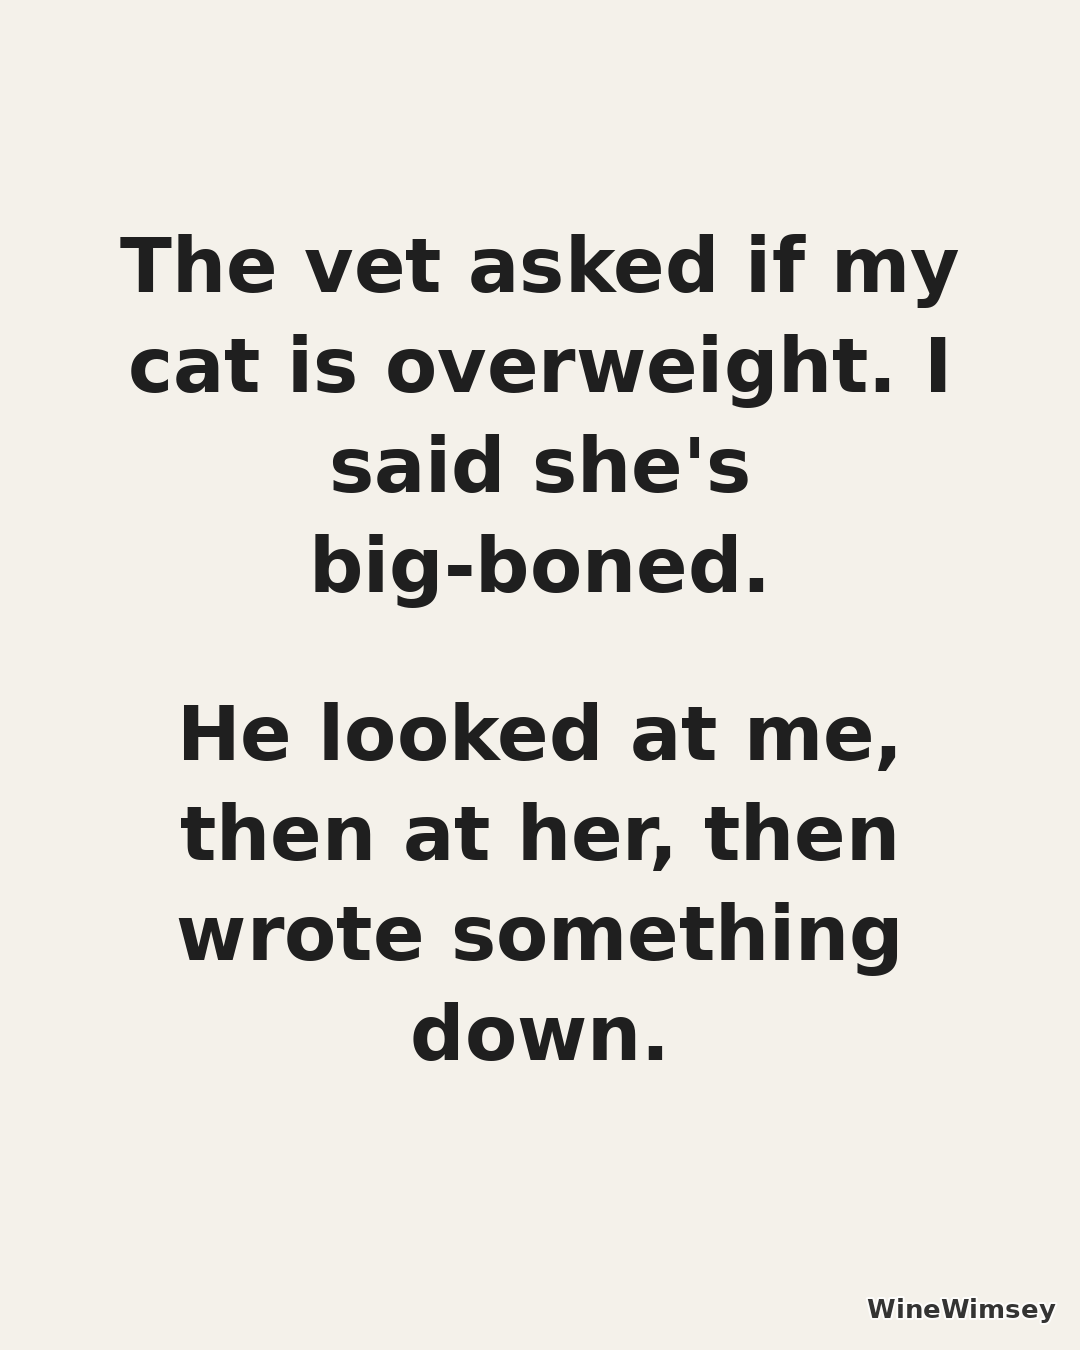 The vet asked if my
cat is overweight. I
said she's
big-boned.
He looked at me,
then at her, then
wrote something
down.
WineWimsey